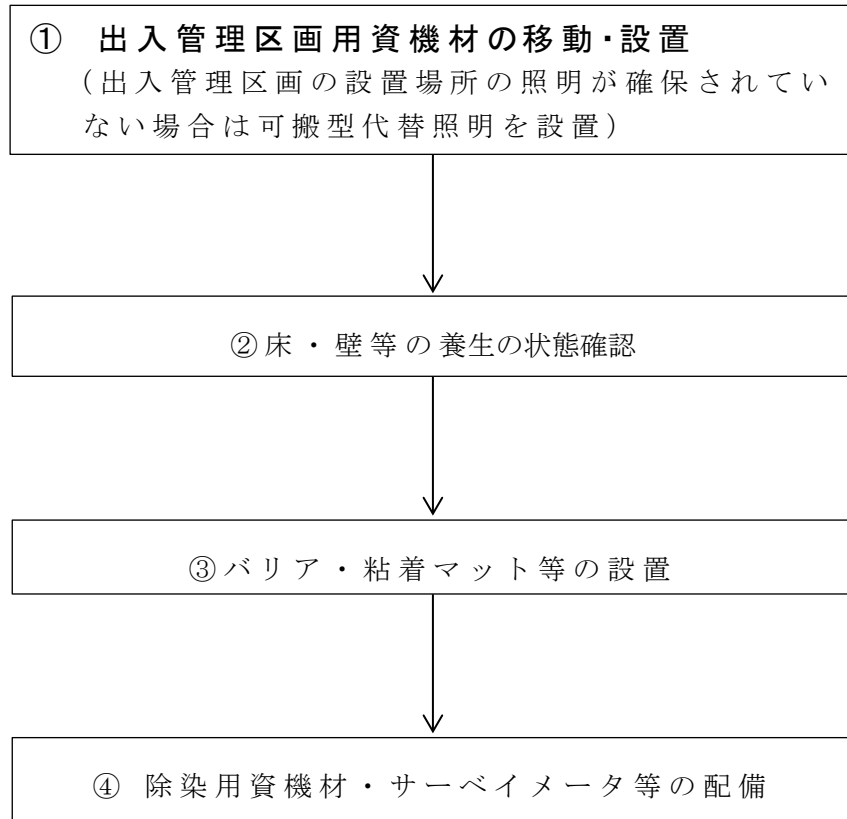 ① 出入管理区画用資機材の移動・設置
(出入管理区画の設置場所の照明が確保されてい
ない場合は可搬型代替照明を設置)
②床・壁等の養生の状態確認
③バリア・粘着マット等の設置
④ 除染用資機材・サーベイメータ等の配備